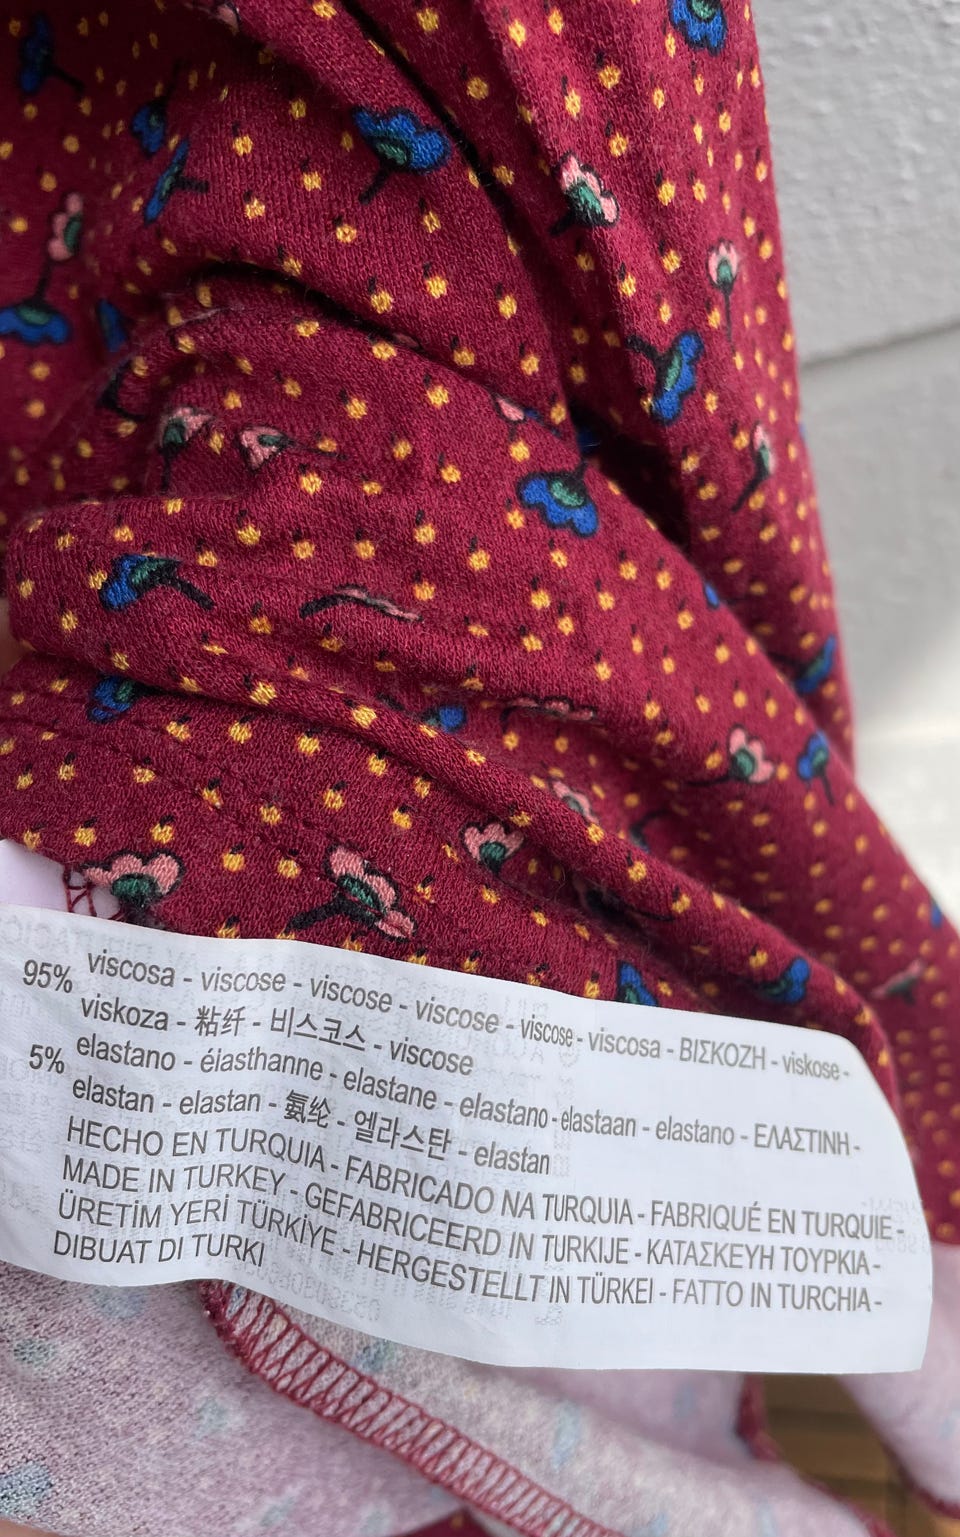 95% viscosa - viscose - viscose - viscose - viscose - viscosa - ΒΙΣΚΟΖΗ - viskose -
viskoza - 粘纤 - 비스코스 - viscose
5% elastano - élasthanne - elastane - elastano - elastaan - elastano - ΕΛΑΣΤΙΝΗ -
elastan - elastan - 氨纶 - 엘라스탄 - elastan
HECHO EN TURQUIA - FABRICADO NA TURQUIA - FABRIQUÉ EN TURQUIE -
MADE IN TURKEY - GEFABRICEERD IN TURKIJE - ΚΑΤΑΣΚΕΥΗ ΤΟΥΡΚΙΑ -
ÜRETİM YERİ TÜRKİYE - HERGESTELLT IN TÜRKEI - FATTO IN TURCHIA -
DIBUAT DI TURKI